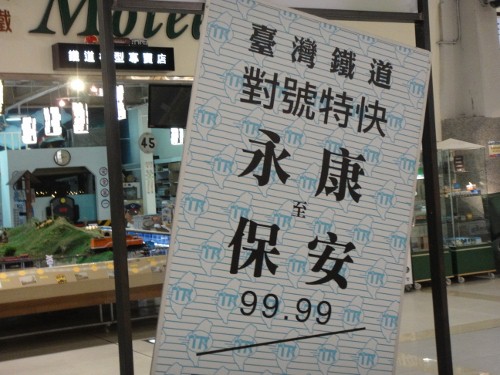 鐵
Motel
鐵道模型專賣店
45
臺灣鐵道
對號特快
永康
至
保安
99.99